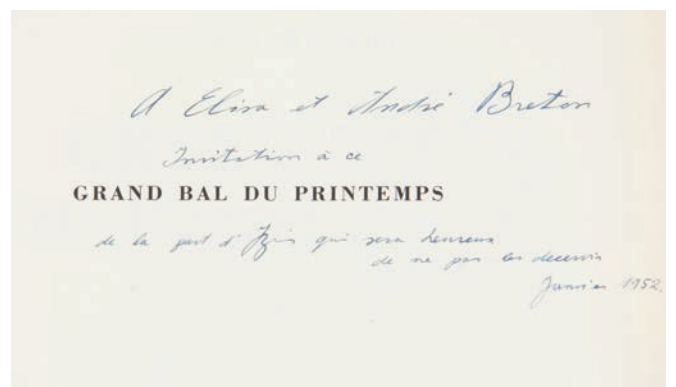 A Elisa et André Breton
Invitation à ce
GRAND BAL DU PRINTEMPS
de la part d'Izis qui sera heureux
de ne pas les decevoir
Janvier 1952.